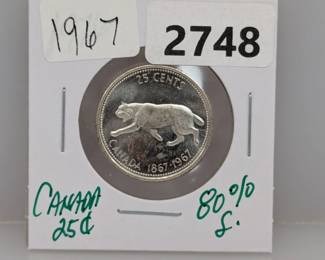 1967
2748
25 CENTS
CANADA 1867-1967
CANADA
25¢
80%
S.